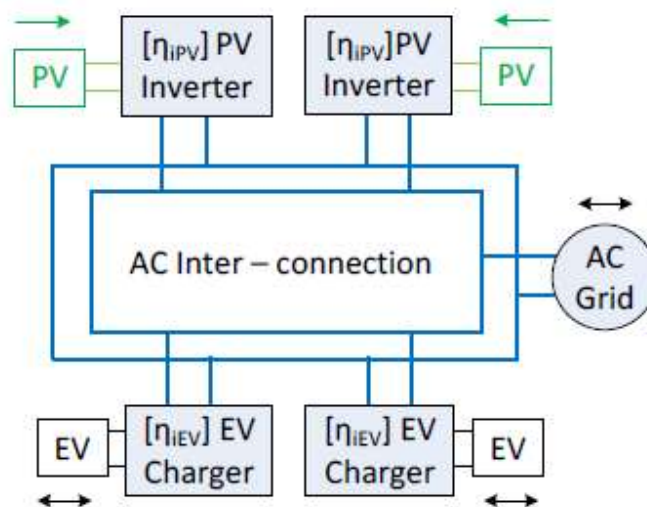 PV
[ηiPV] PV
Inverter
[ηiPV]PV
Inverter
PV
AC Inter – connection
AC
Grid
EV
[ηiEV] EV
Charger
[ηiEV] EV
Charger
EV